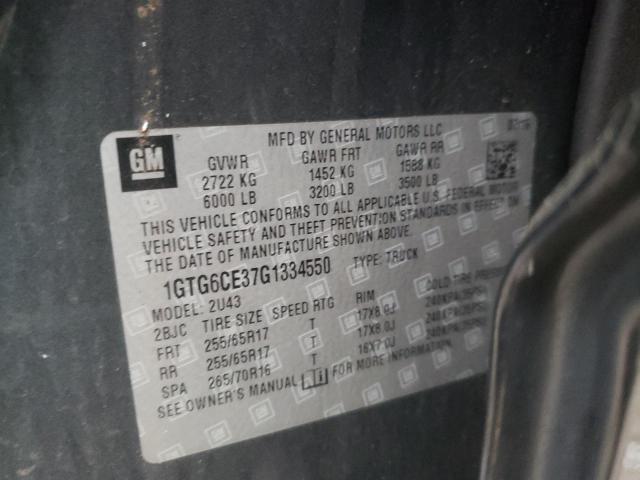 MFD BY GENERAL MOTORS LLC
GM
GVWR GAWR FRT GAWR RR
2722 KG 1452 KG 1588 KG
6000 LB 3200 LB 3500 LB
THIS VEHICLE CONFORMS TO ALL APPLICABLE U.S. FEDERAL MOTOR
VEHICLE SAFETY AND THEFT PREVENTION STANDARDS IN EFFECT ON
THE DATE OF MANUFACTURE SHOWN ABOVE.
1GTG6CE37G1334550 TYPE: TRUCK
MODEL: 2U43
2BJC TIRE SIZE SPEED RTG RIM COLD TIRE
FRT 255/65R17 T 17X8.0J
RR 255/65R17 T 17X8.0J
SPA 265/70R16 T 16X7.0J
SEE OWNER'S MANUAL FOR MORE INFORMATION.